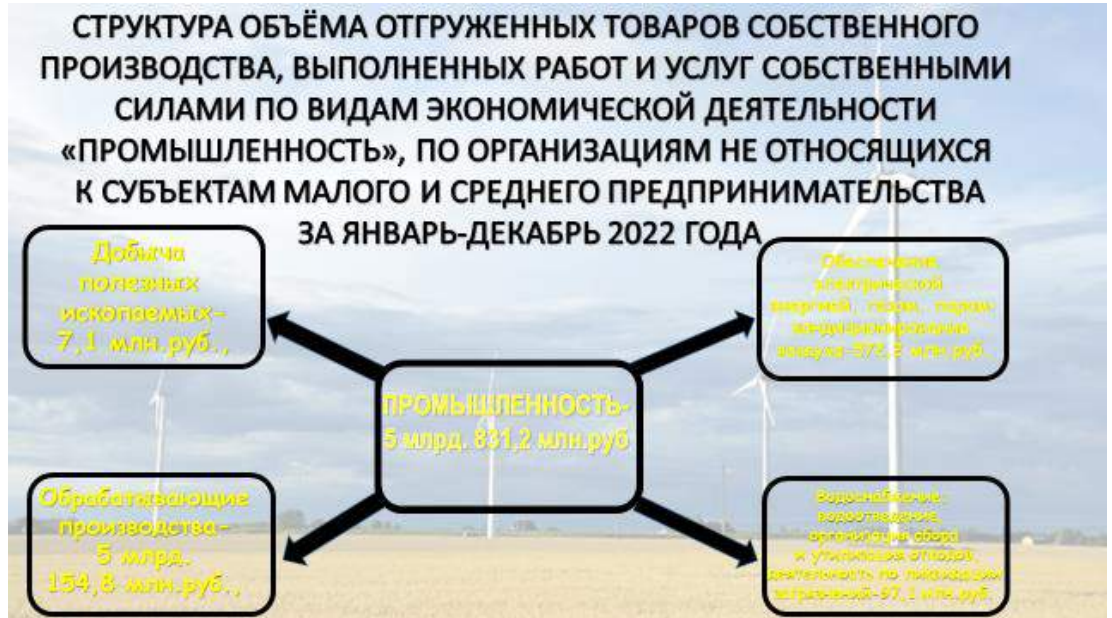 СТРУКТУРА ОБЪЁМА ОТГРУЖЕННЫХ ТОВАРОВ СОБСТВЕННОГО
ПРОИЗВОДСТВА, ВЫПОЛНЕННЫХ РАБОТ И УСЛУГ СОБСТВЕННЫМИ
СИЛАМИ ПО ВИДАМ ЭКОНОМИЧЕСКОЙ ДЕЯТЕЛЬНОСТИ
«ПРОМЫШЛЕННОСТЬ», ПО ОРГАНИЗАЦИЯМ НЕ ОТНОСЯЩИХСЯ
К СУБЪЕКТАМ МАЛОГО И СРЕДНЕГО ПРЕДПРИНИМАТЕЛЬСТВА
ЗА ЯНВАРЬ-ДЕКАБРЬ 2022 ГОДА
Добыча
полезных
ископаемых-
7,1 млн.руб.,
Обеспечение
электрической
энергией, газом, паром
кондиционирование
воздуха- млн.руб.
ПРОМЫШЛЕННОСТЬ-
5 млрд. 831,2 млн.руб
Обрабатывающие
производства-
5 млрд.
154,8 млн.руб.,
Водоснабжение:
водоотведение,
организация сбора
и утилизация отходов,
деятельность по ликвидации
загрязнений-97,1 млн.руб.